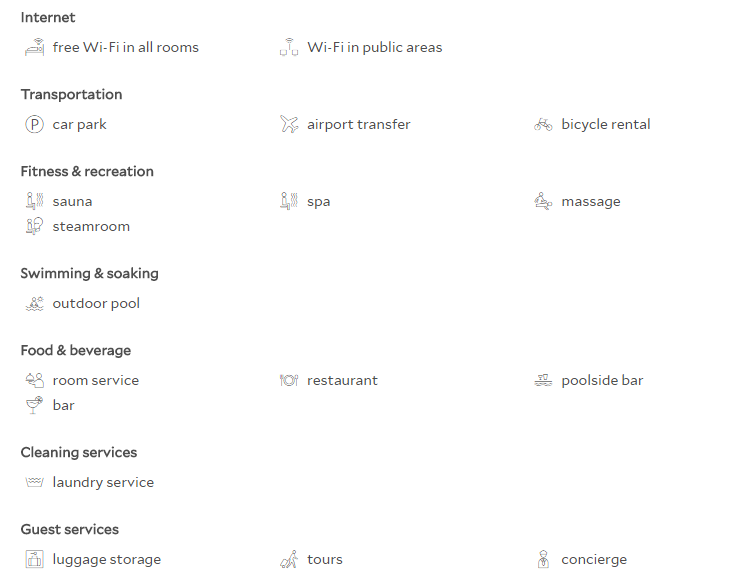 Internet
free Wi-Fi in all rooms
Wi-Fi in public areas
Transportation
P car park
airport transfer
bicycle rental
Fitness & recreation
sauna
spa
massage
steamroom
Swimming & soaking
outdoor pool
Food & beverage
room service
restaurant
poolside bar
bar
Cleaning services
laundry service
Guest services
luggage storage
tours
concierge